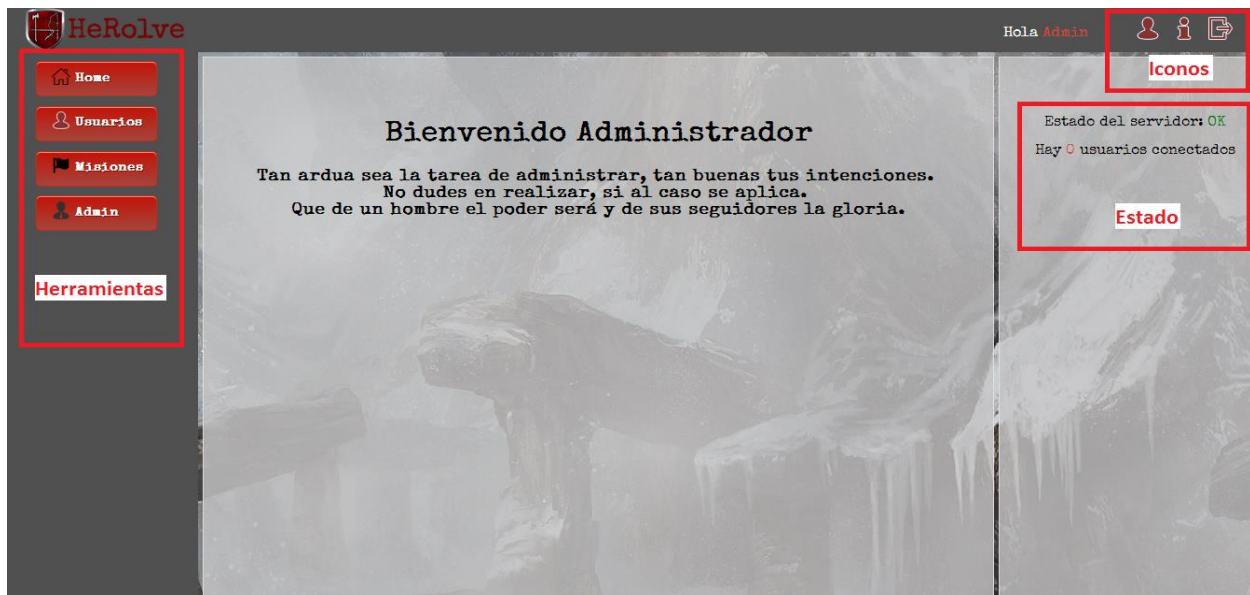 HeRolve
Hola Admin
Iconos
Home
Usuarios
Misiones
Admin
Herramientas
Bienvenido Administrador
Tan ardua sea la tarea de administrar, tan buenas tus intenciones.
No dudes en realizar, si al caso se aplica.
Que de un hombre el poder será y de sus seguidores la gloria.
Estado del servidor: OK
Hay 0 usuarios conectados
Estado